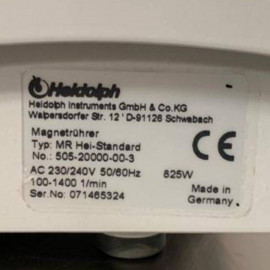 Heidolph
Heidolph Instruments GmbH & Co.KG
Walpersdorfer Str. 12 ' D-91126 Schwabach
Magnetrührer
Typ: MR Hei-Standard
No.: 505-20000-00-3
CE
AC 230/240V 50/60Hz 825W
100-1400 1/min
Ser.No: 071465324
Made in
Germany